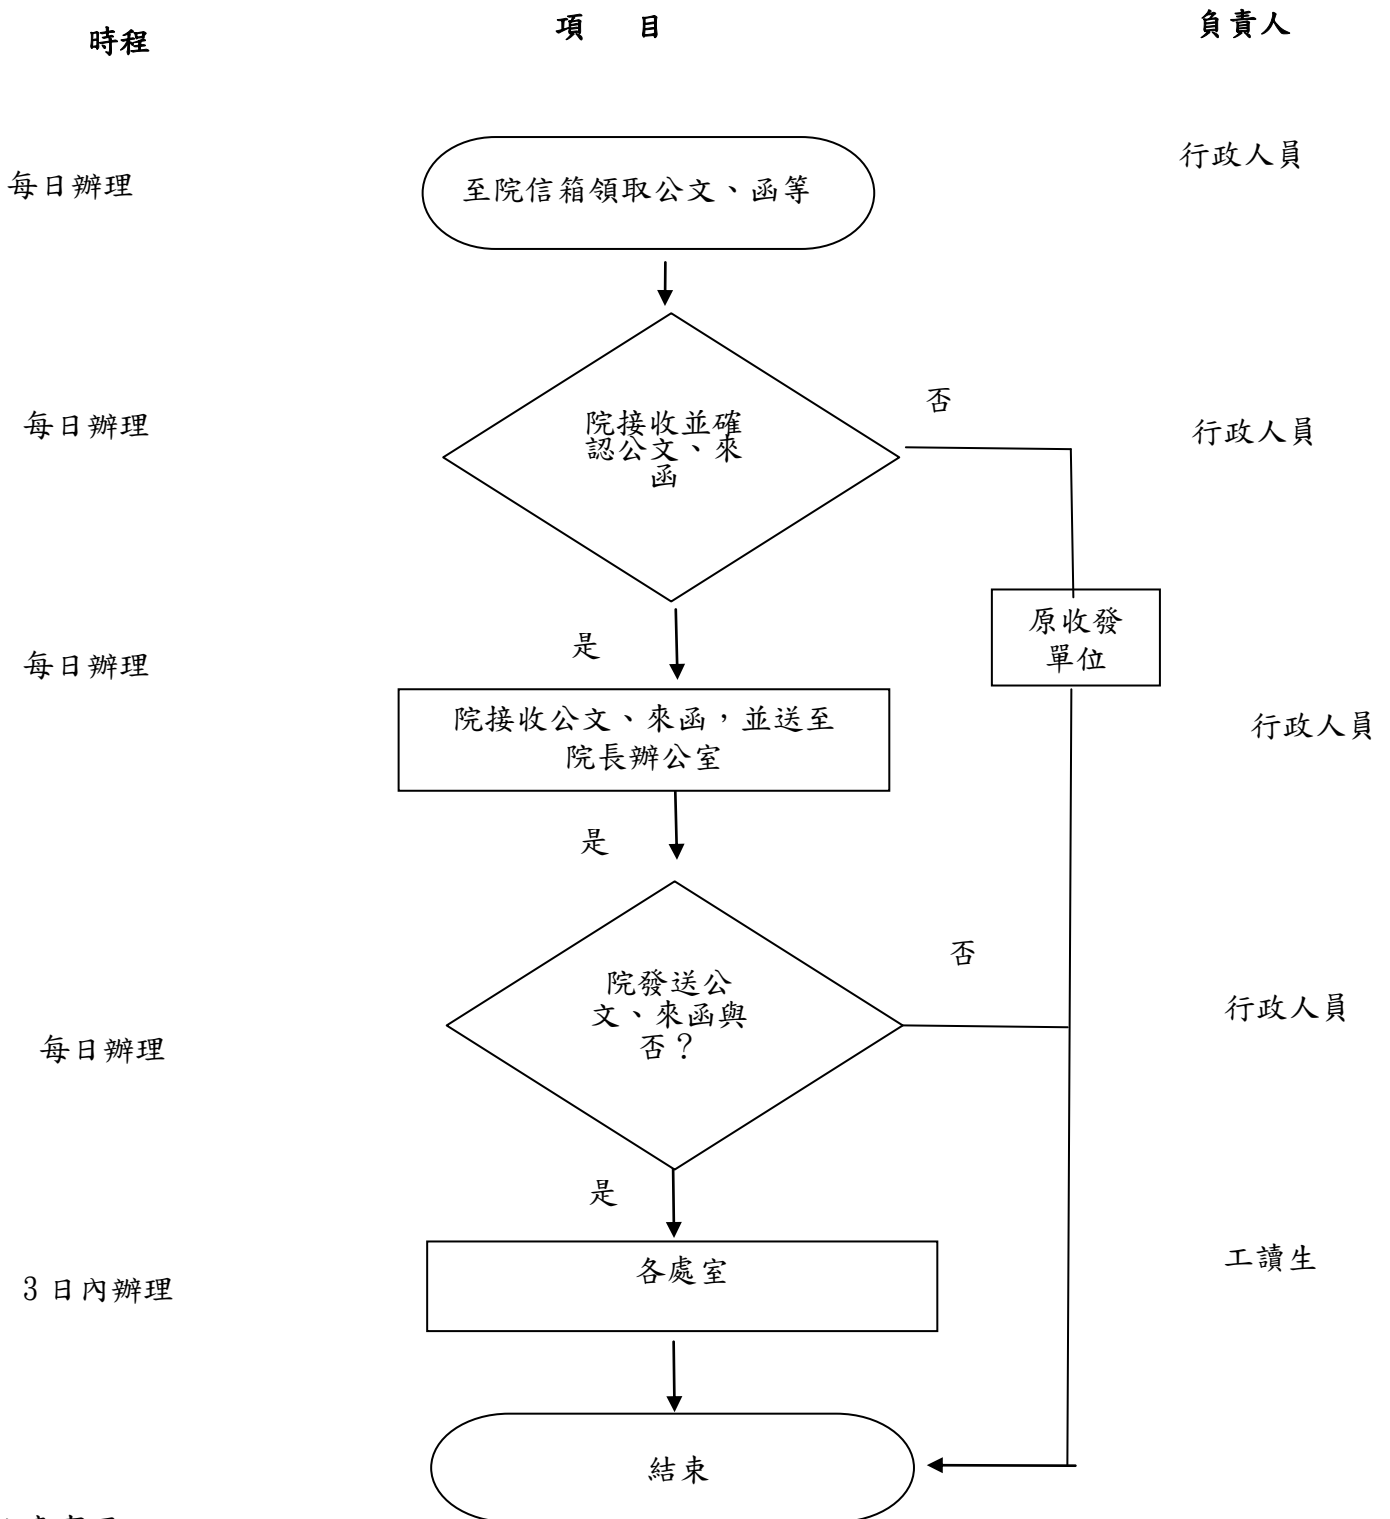 時程
項 目
負責人
每日辦理
至院信箱領取公文、函等
行政人員
每日辦理
院接收並確
認公文、來
函
否
行政人員
原收發
單位
是
每日辦理
院接收公文、來函，並送至
院長辦公室
行政人員
是
院發送公
文、來函與
否？
否
行政人員
每日辦理
是
3 日內辦理
各處室
工讀生
結束